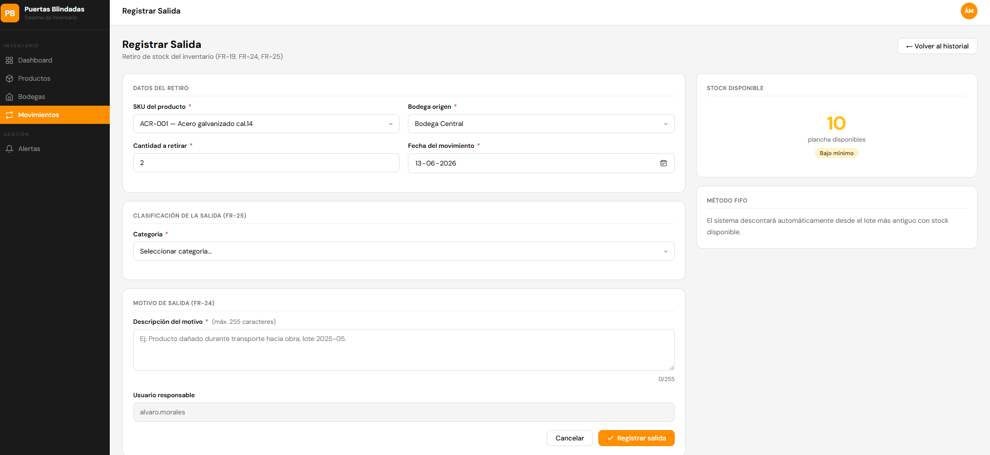 PB
Puertas Blindadas
Sistema de Inventario
INVENTARIO
Dashboard
Productos
Bodegas
Movimientos
GESTIÓN
Alertas
Registrar Salida
ÁM
Registrar Salida
Retiro de stock del inventario (FR-19, FR-24, FR-25)
← Volver al historial
DATOS DEL RETIRO
SKU del producto *
ACR-001 — Acero galvanizado cal.14
Bodega origen *
Bodega Central
Cantidad a retirar *
2
Fecha del movimiento *
13-06-2026
CLASIFICACIÓN DE LA SALIDA (FR-25)
Categoría *
Seleccionar categoría...
MOTIVO DE SALIDA (FR-24)
Descripción del motivo * (máx. 255 caracteres)
Ej: Producto dañado durante transporte hacia obra, lote 2025-05.
0/255
Usuario responsable
alvaro.morales
Cancelar
Registrar salida
STOCK DISPONIBLE
10
plancha disponibles
Bajo mínimo
MÉTODO FIFO
El sistema descontará automáticamente desde el lote más antiguo con stock
disponible.